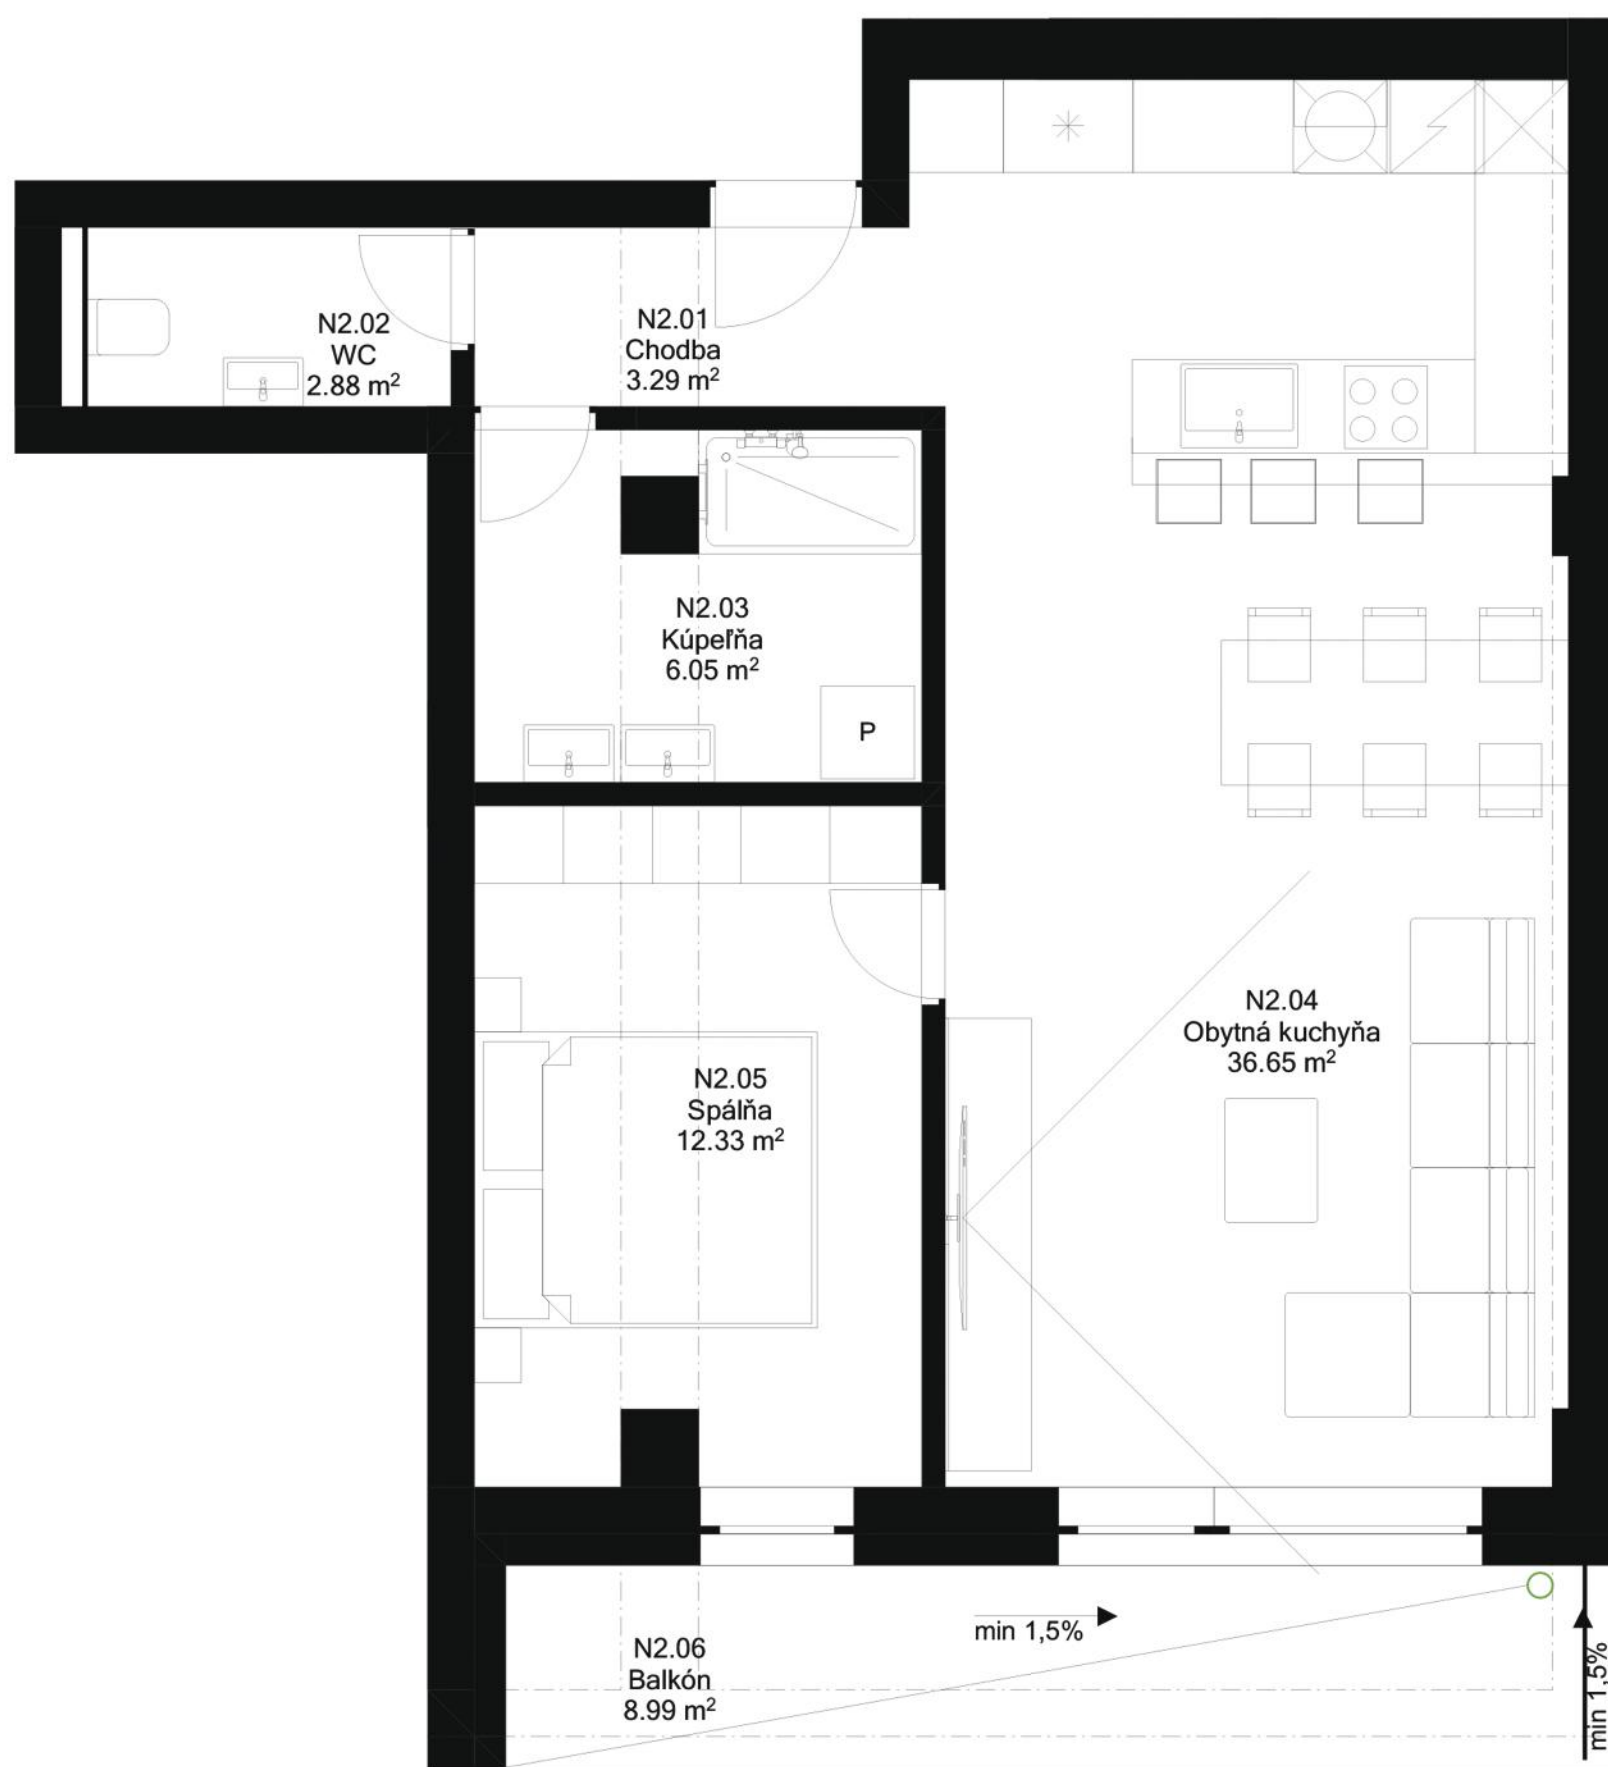 N2.02
WC
2.88 m²
N2.01
Chodba
3.29 m²
N2.03
Kúpeľňa
6.05 m²
P
N2.04
Obytná kuchyňa
36.65 m²
N2.05
Spálňa
12.33 m²
min 1,5%
N2.06
Balkón
8.99 m²
min 1,5%